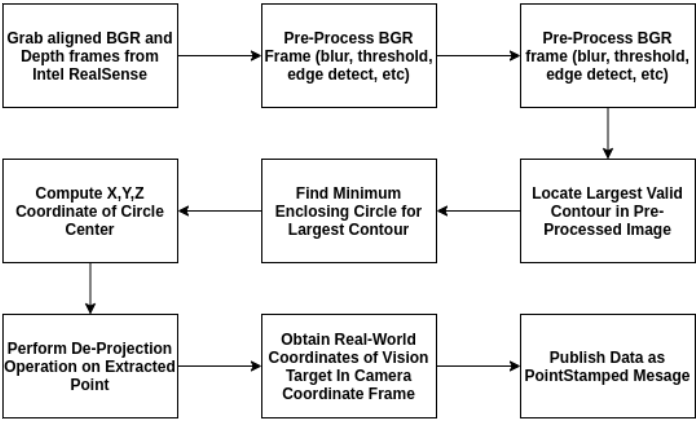 Grab aligned BGR and
Depth frames from
Intel RealSense
Pre-Process BGR
Frame (blur, threshold,
edge detect, etc)
Pre-Process BGR
frame (blur, threshold,
edge detect, etc)
Locate Largest Valid
Contour in Pre-
Processed Image
Find Minimum
Enclosing Circle for
Largest Contour
Compute X,Y,Z
Coordinate of Circle
Center
Perform De-Projection
Operation on Extracted
Point
Obtain Real-World
Coordinates of Vision
Target In Camera
Coordinate Frame
Publish Data as
PointStamped Mesage